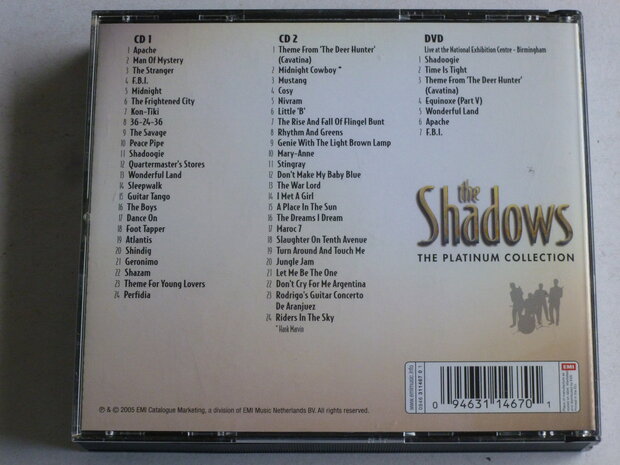 CD 1
1 Apache
2 Man Of Mystery
3 The Stranger
4 F.B.I.
5 Midnight
6 The Frightened City
7 Kon-Tiki
8 36-24-36
9 The Savage
10 Peace Pipe
11 Shadoogie
12 Quartermaster's Stores
13 Wonderful Land
14 Sleepwalk
15 Guitar Tango
16 The Boys
17 Dance On
18 Foot Tapper
19 Atlantis
20 Shindig
21 Geronimo
22 Shazam
23 Theme For Young Lovers
24 Perfidia
CD 2
1 Theme From 'The Deer Hunter'
(Cavatina)
2 Midnight Cowboy *
3 Mustang
4 Cosy
5 Nivram
6 Little 'B'
7 The Rise And Fall Of Flingel Bunt
8 Rhythm And Greens
9 Genie With The Light Brown Lamp
10 Mary-Anne
11 Stingray
12 Don't Make My Baby Blue
13 The War Lord
14 I Met A Girl
15 A Place In The Sun
16 The Dreams I Dream
17 Maroc 7
18 Slaughter On Tenth Avenue
19 Turn Around And Touch Me
20 Jungle Jam
21 Let Me Be The One
22 Don't Cry For Me Argentina
23 Rodrigo's Guitar Concerto
De Aranjuez
24 Riders In The Sky
* Hank Marvin
DVD
Live at the National Exhibition Centre - Birmingham
1 Shadoogie
2 Time Is Tight
3 Theme From 'The Deer Hunter'
(Cavatina)
4 Equinoxe (Part V)
5 Wonderful Land
6 Apache
7 F.B.I.
the
Shadows
THE PLATINUM COLLECTION
www.emimusic.info
0946 311467 0 1
0 94631 14670 1
EMI
℗ & © 2005 EMI Catalogue Marketing, a division of EMI Music Netherlands BV. All rights reserved.